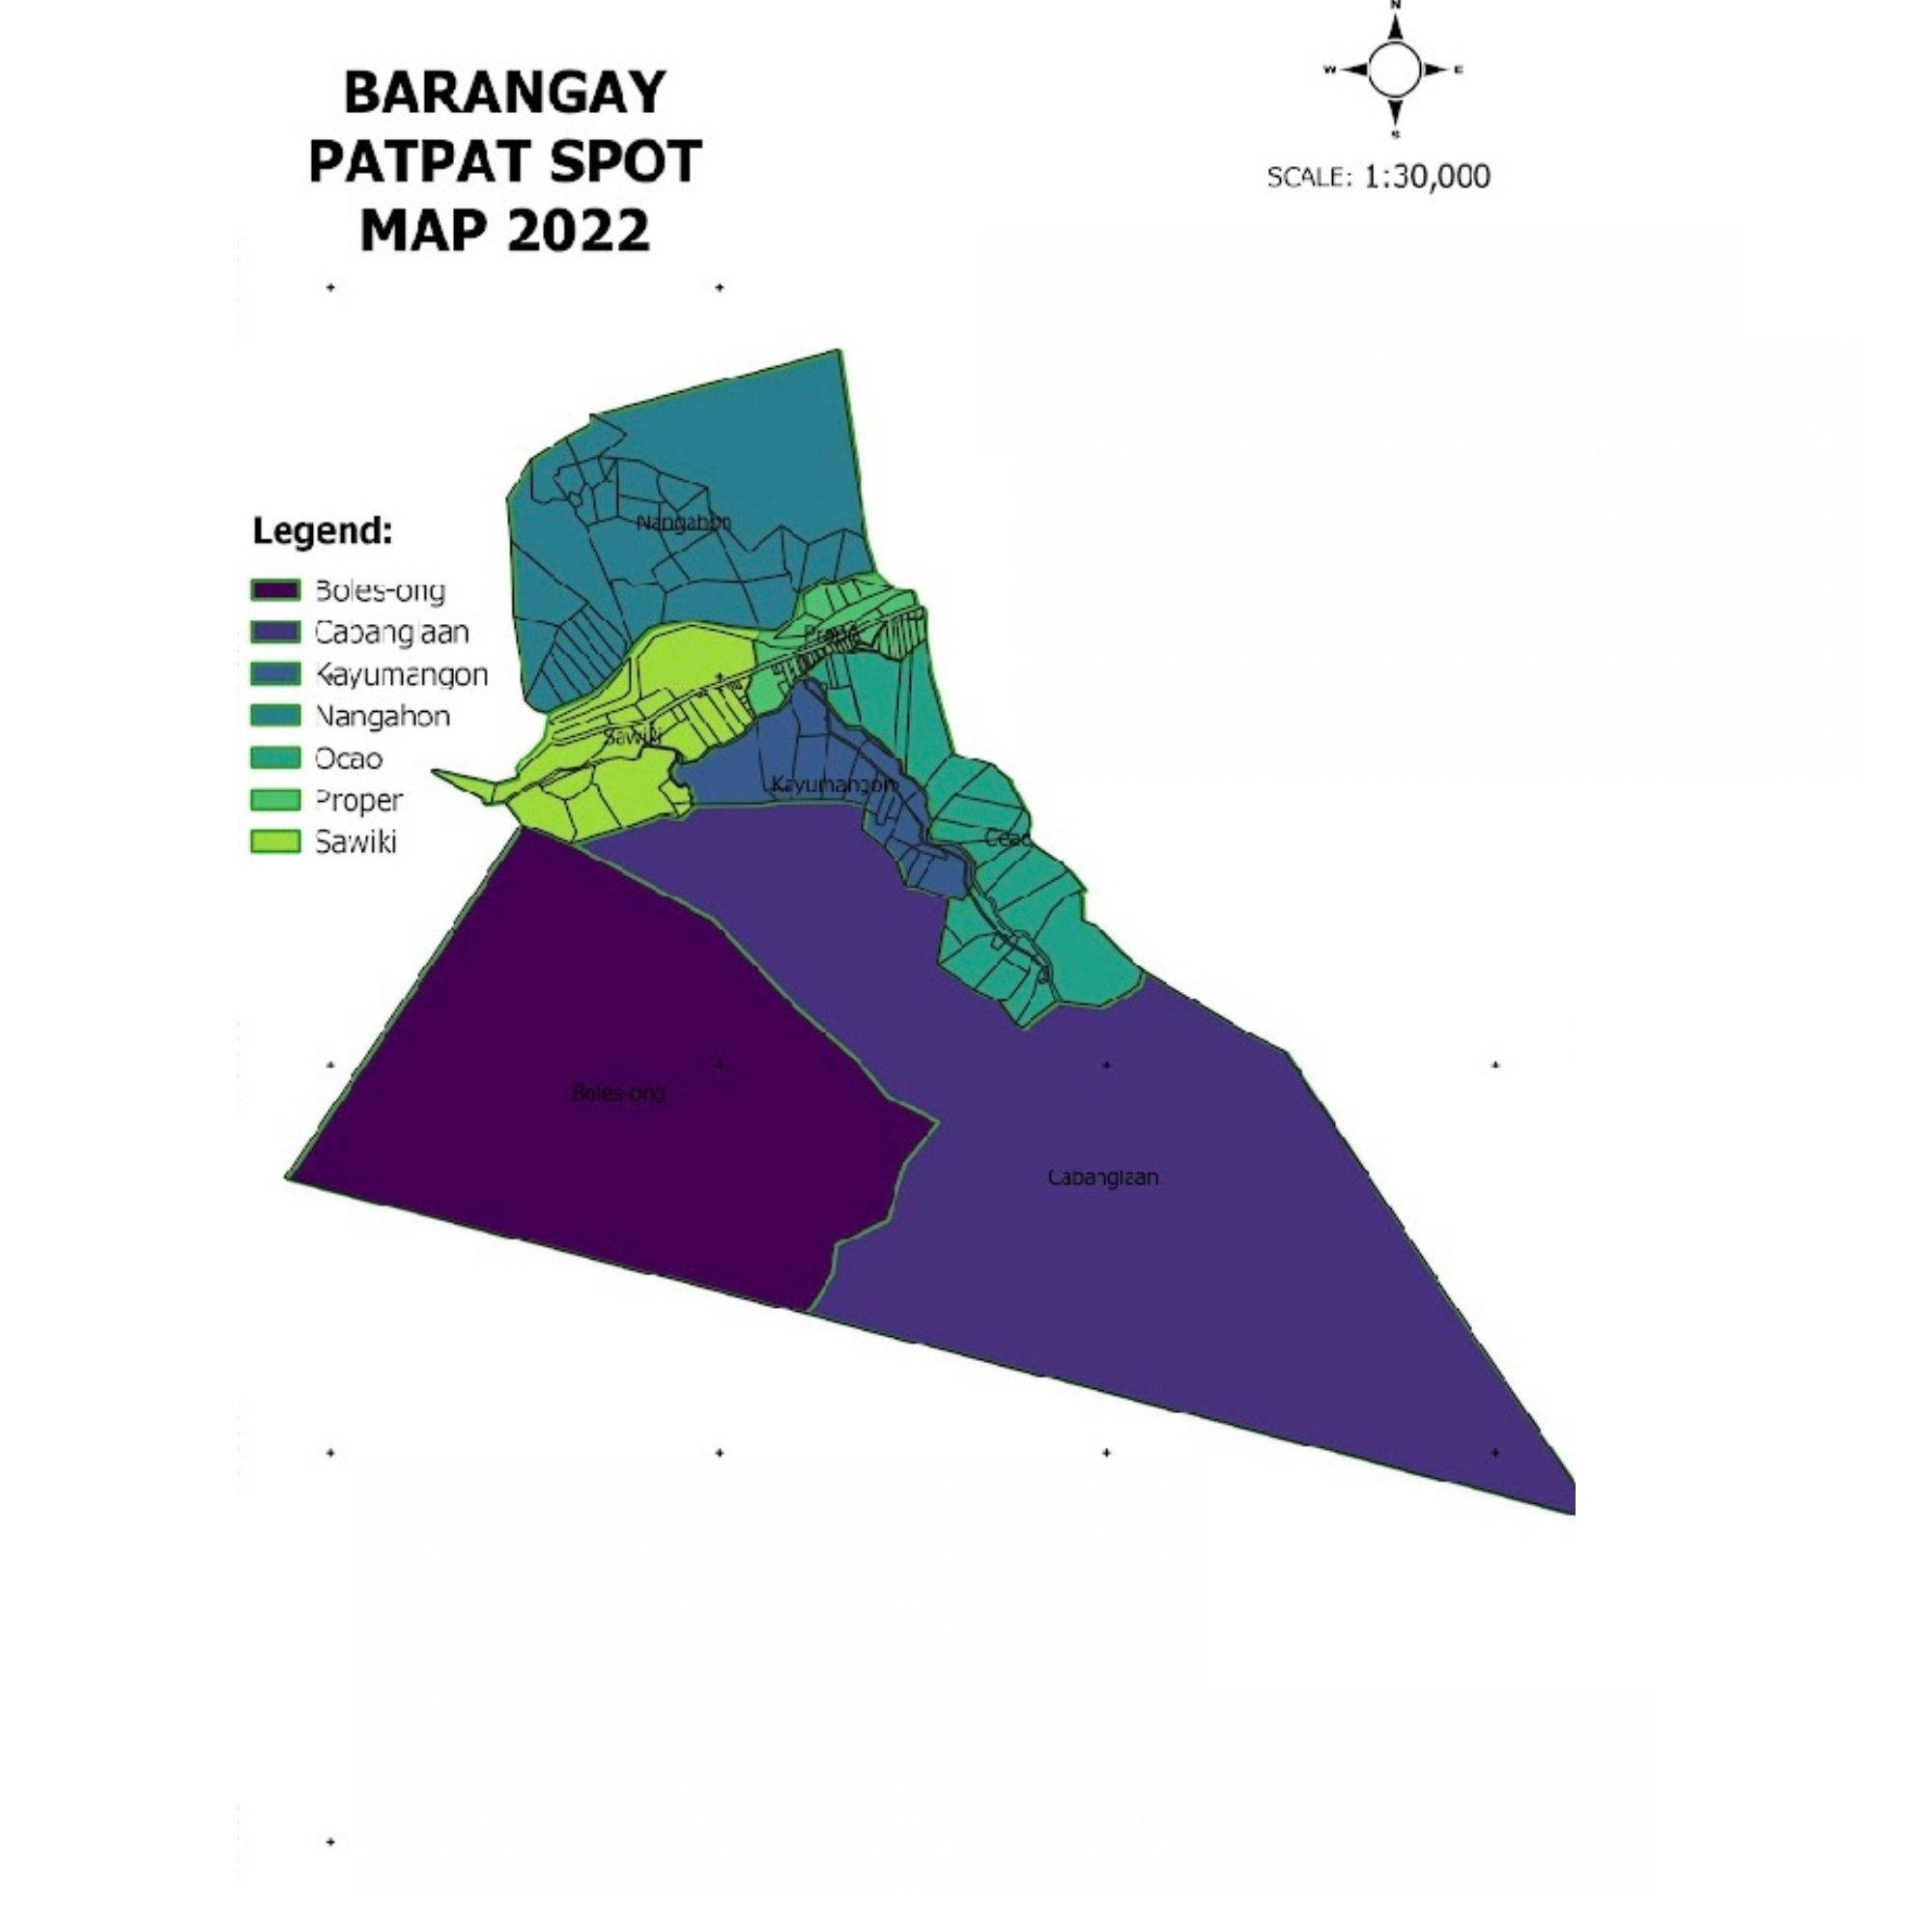 N
W E
S
SCALE: 1:30,000
BARANGAY
PATPAT SPOT
MAP 2022
Legend:
Boles-ong
Cabanglaan
Kayumangon
Nangahon
Ocao
Proper
Sawiki
Nangahon
Proper
Sawiki
Kayumangon
Ocao
Boles-ong
Cabanglaan